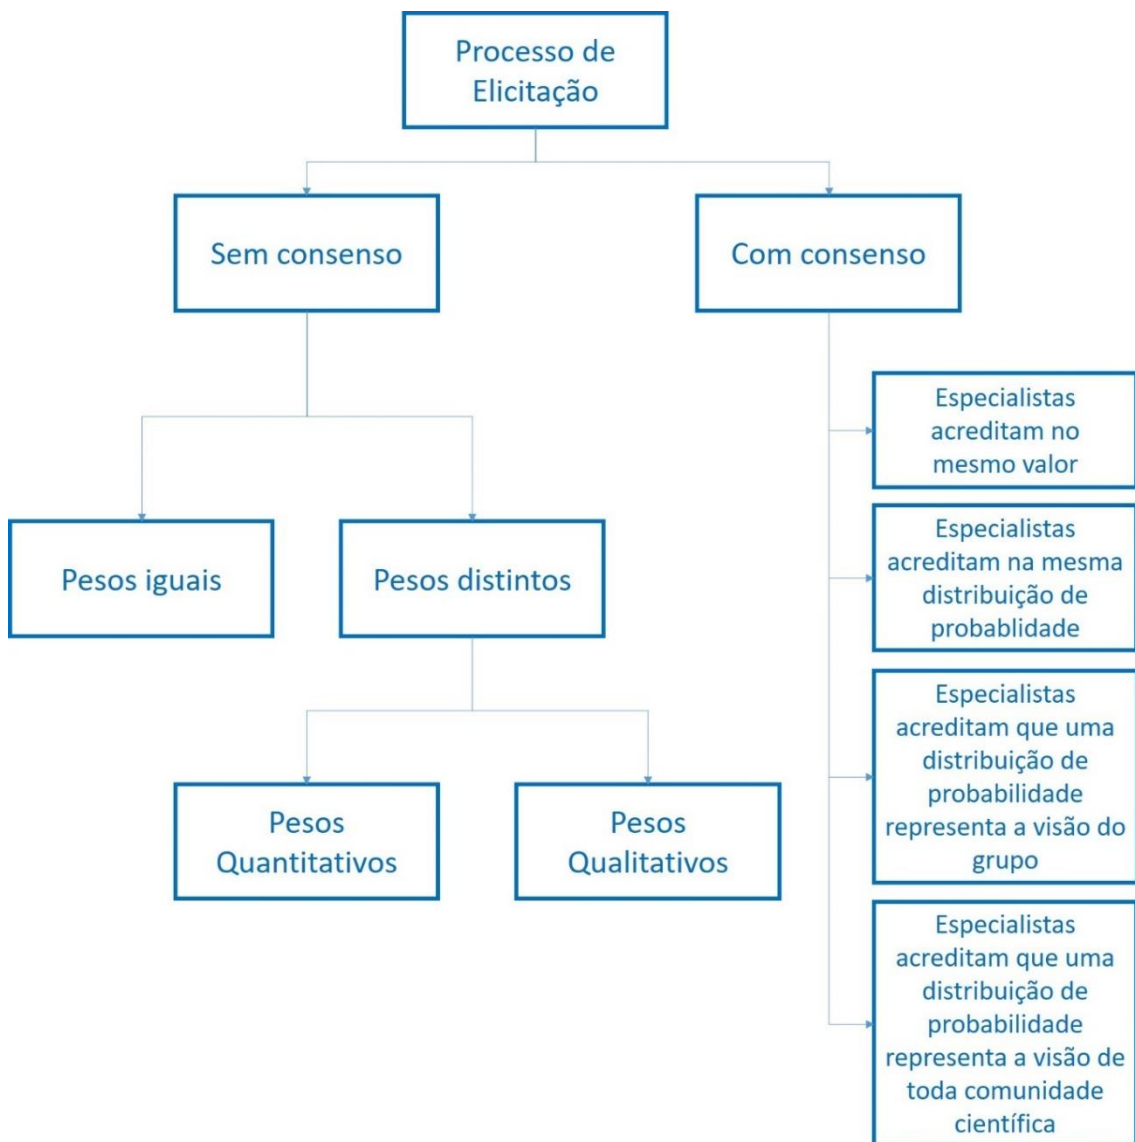 Processo de
Elicitação
Sem consenso
Com consenso
Especialistas
acreditam no
mesmo valor
Especialistas
acreditam na mesma
distribuição de
probablidade
Pesos iguais
Pesos distintos
Especialistas
acreditam que uma
distribuição de
probabilidade
representa a visão do
grupo
Pesos
Quantitativos
Pesos
Qualitativos
Especialistas
acreditam que uma
distribuição de
probabilidade
representa a visão de
toda comunidade
científica